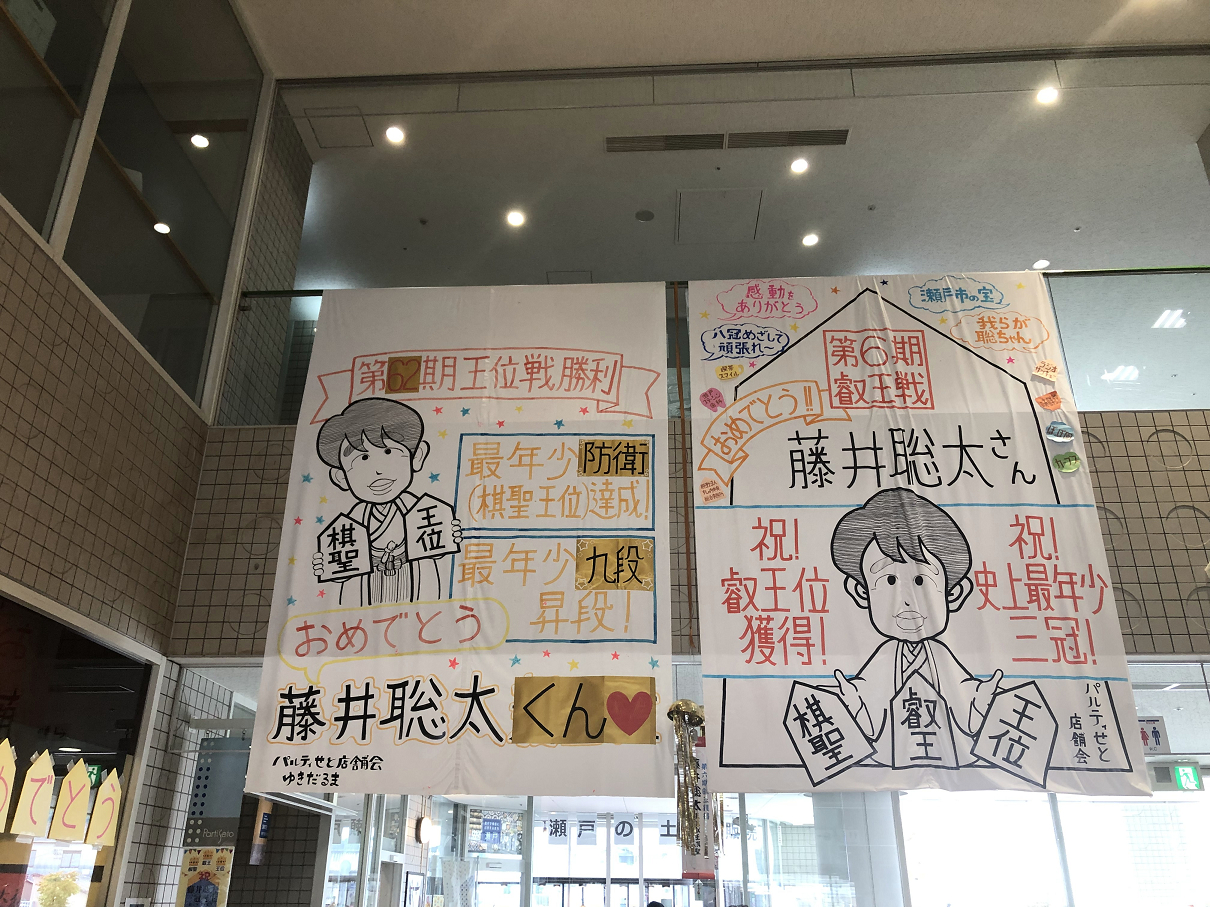 第62期王位戦勝利
最年少防衛
(棋聖王位)達成!
最年少九段
昇段!
棋聖
王位
おめでとう
藤井聡太くん
パルティせと店舗会
ゆきだるま
感動を
ありがとう
瀬戸市の宝
八冠めざして
頑張れ〜
我らが
聡ちゃん
第6期
叡王戦
おめでとう!!
藤井聡太さん
祝!
叡王位
獲得!
祝!
史上最年少
三冠!
棋聖
叡王
王位
パルティせと
店舗会
めでとう
瀬戸の土